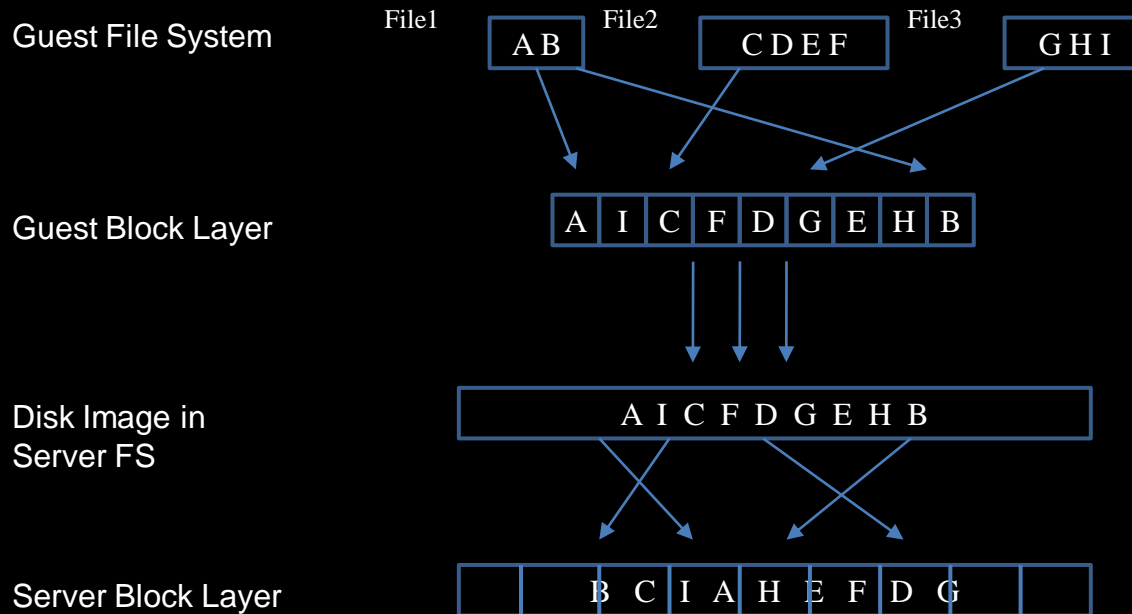 Guest File System File1 A B File2 C D E F File3 G H I
Guest Block Layer A I C F D G E H B
Disk Image in
Server FS
A I C F D G E H B
Server Block Layer B C I A H E F D G